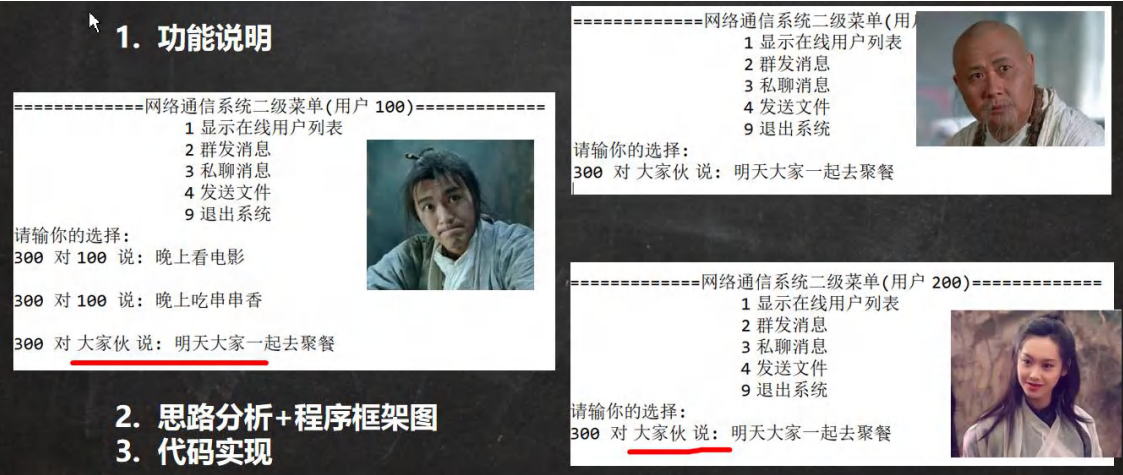 1. 功能说明
=============网络通信系统二级菜单(用户 100)=============
1 显示在线用户列表
2 群发消息
3 私聊消息
4 发送文件
9 退出系统
请输你的选择:
300 对 100 说: 晚上看电影
300 对 100 说: 晚上吃串串香
300 对 大家伙 说: 明天大家一起去聚餐
2. 思路分析+程序框架图
3. 代码实现
=============网络通信系统二级菜单(用
1 显示在线用户列表
2 群发消息
3 私聊消息
4 发送文件
9 退出系统
请输你的选择:
300 对 大家伙 说: 明天大家一起去聚餐
=============网络通信系统二级菜单(用户 200)=============
1 显示在线用户列表
2 群发消息
3 私聊消息
4 发送文件
9 退出系统
请输你的选择:
300 对 大家伙 说: 明天大家一起去聚餐